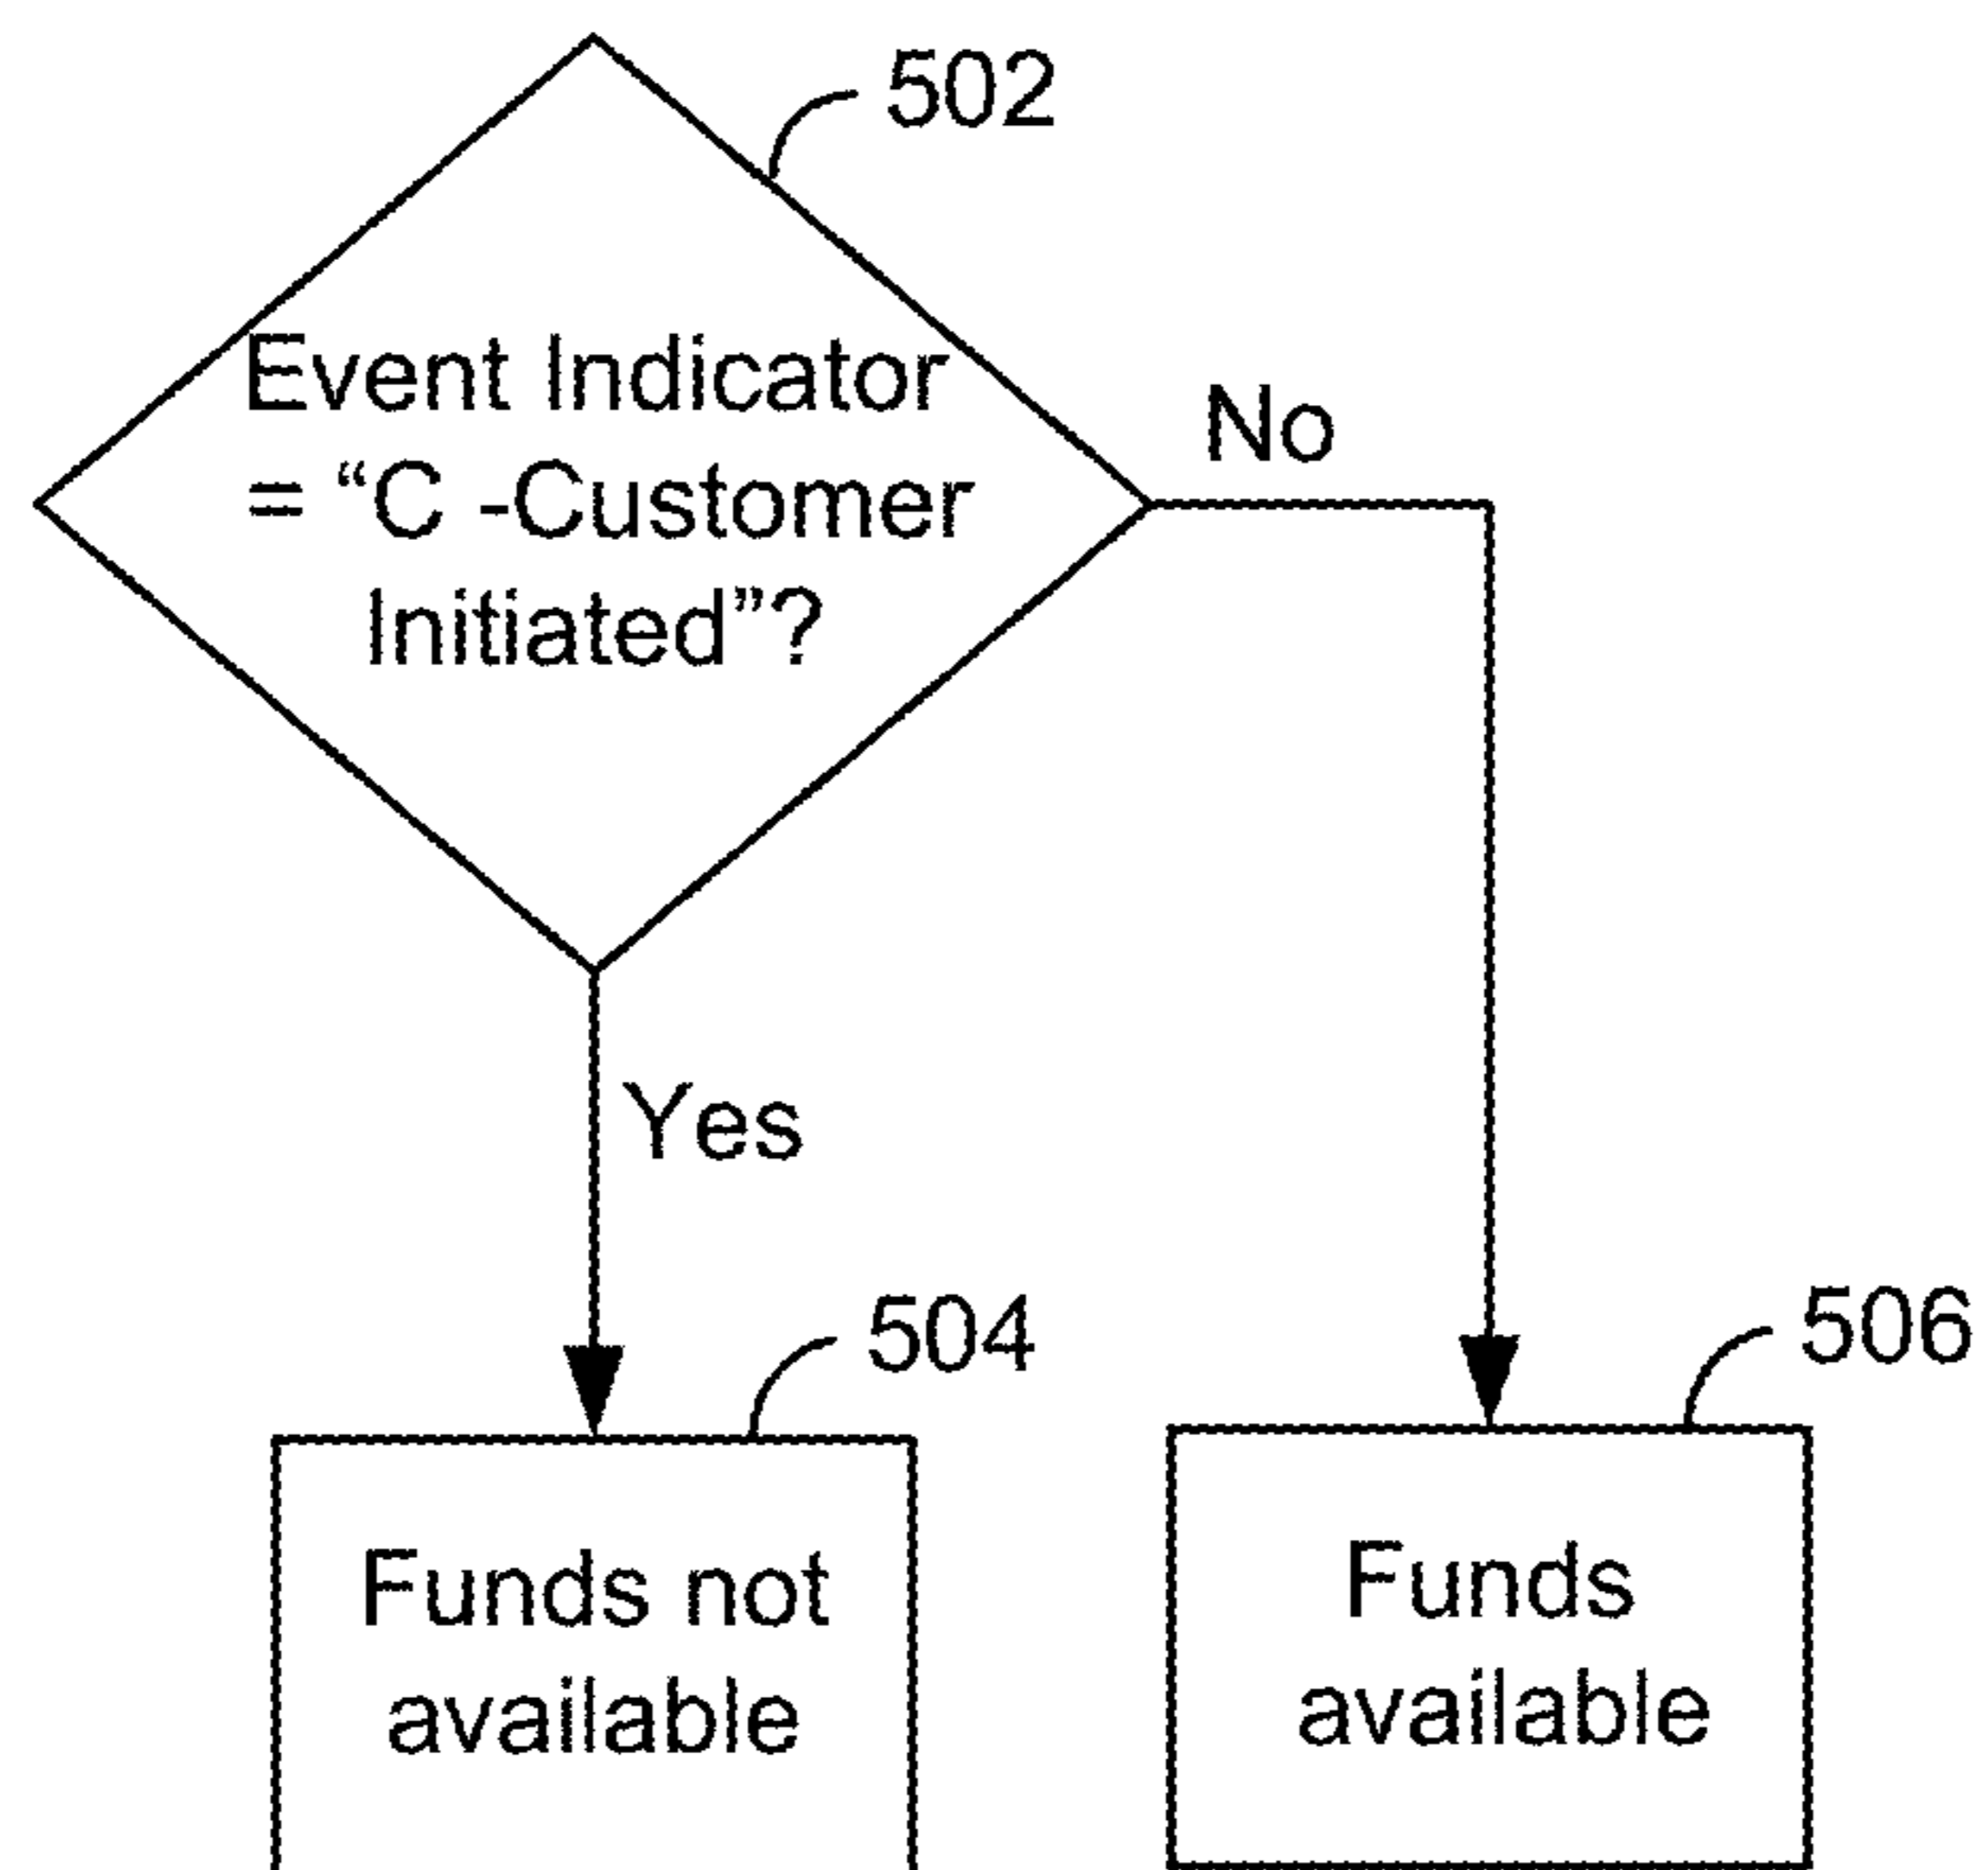 502
Event Indicator
= “C -Customer
Initiated”?
No
Yes
504
506
Funds not
available
Funds
available